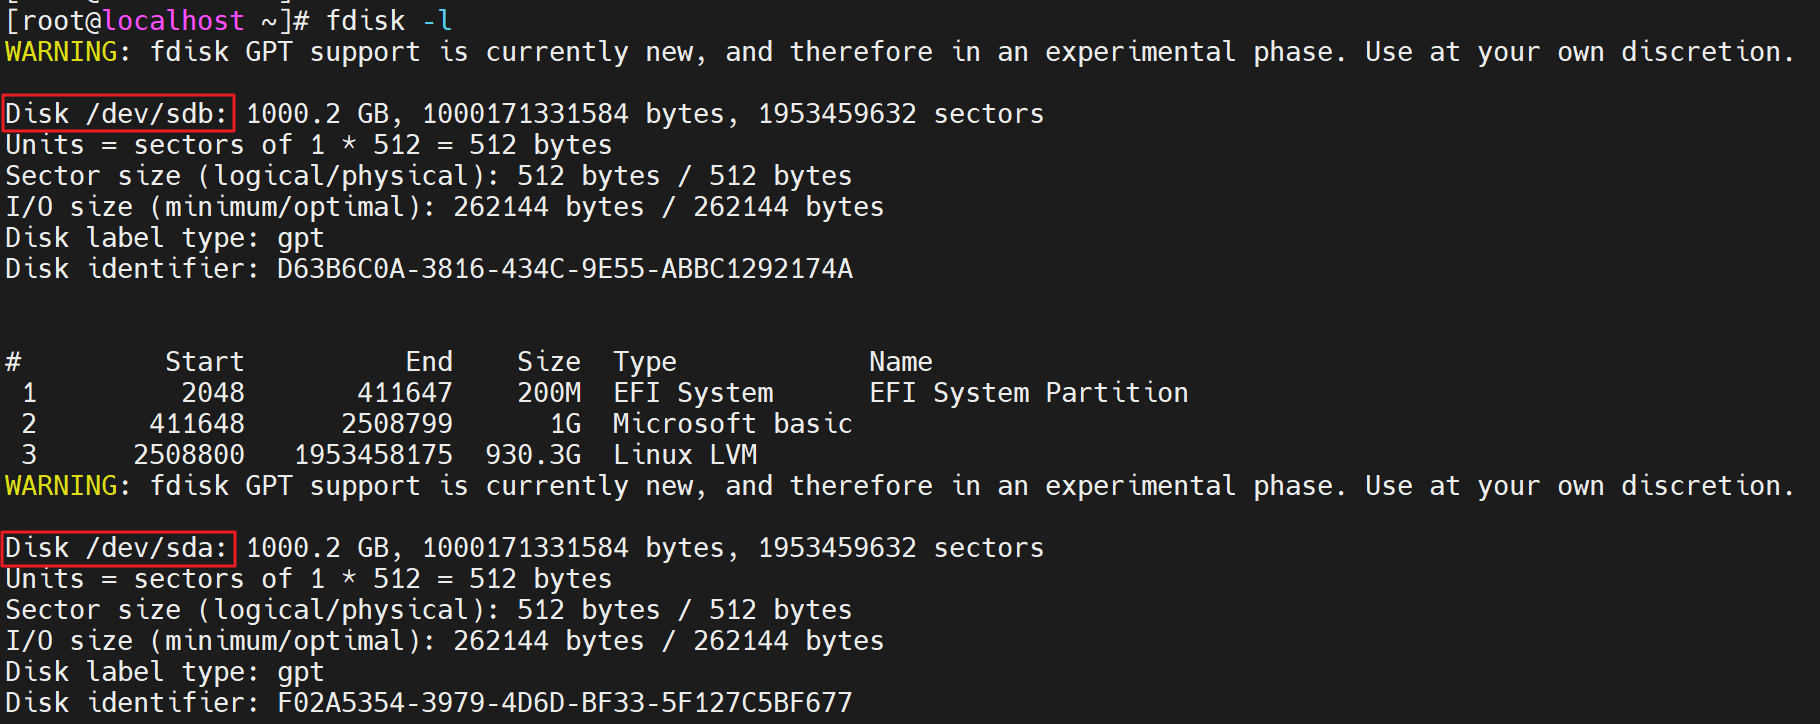 [root@localhost ~]# fdisk -l
WARNING: fdisk GPT support is currently new, and therefore in an experimental phase. Use at your own discretion.
Disk /dev/sdb: 1000.2 GB, 1000171331584 bytes, 1953459632 sectors
Units = sectors of 1 * 512 = 512 bytes
Sector size (logical/physical): 512 bytes / 512 bytes
I/O size (minimum/optimal): 262144 bytes / 262144 bytes
Disk label type: gpt
Disk identifier: D63B6C0A-3816-434C-9E55-ABBC1292174A
#         Start          End    Size  Type            Name
 1         2048       411647    200M  EFI System      EFI System Partition
 2       411648      2508799      1G  Microsoft basic
 3      2508800   1953458175  930.3G  Linux LVM
WARNING: fdisk GPT support is currently new, and therefore in an experimental phase. Use at your own discretion.
Disk /dev/sda: 1000.2 GB, 1000171331584 bytes, 1953459632 sectors
Units = sectors of 1 * 512 = 512 bytes
Sector size (logical/physical): 512 bytes / 512 bytes
I/O size (minimum/optimal): 262144 bytes / 262144 bytes
Disk label type: gpt
Disk identifier: F02A5354-3979-4D6D-BF33-5F127C5BF677